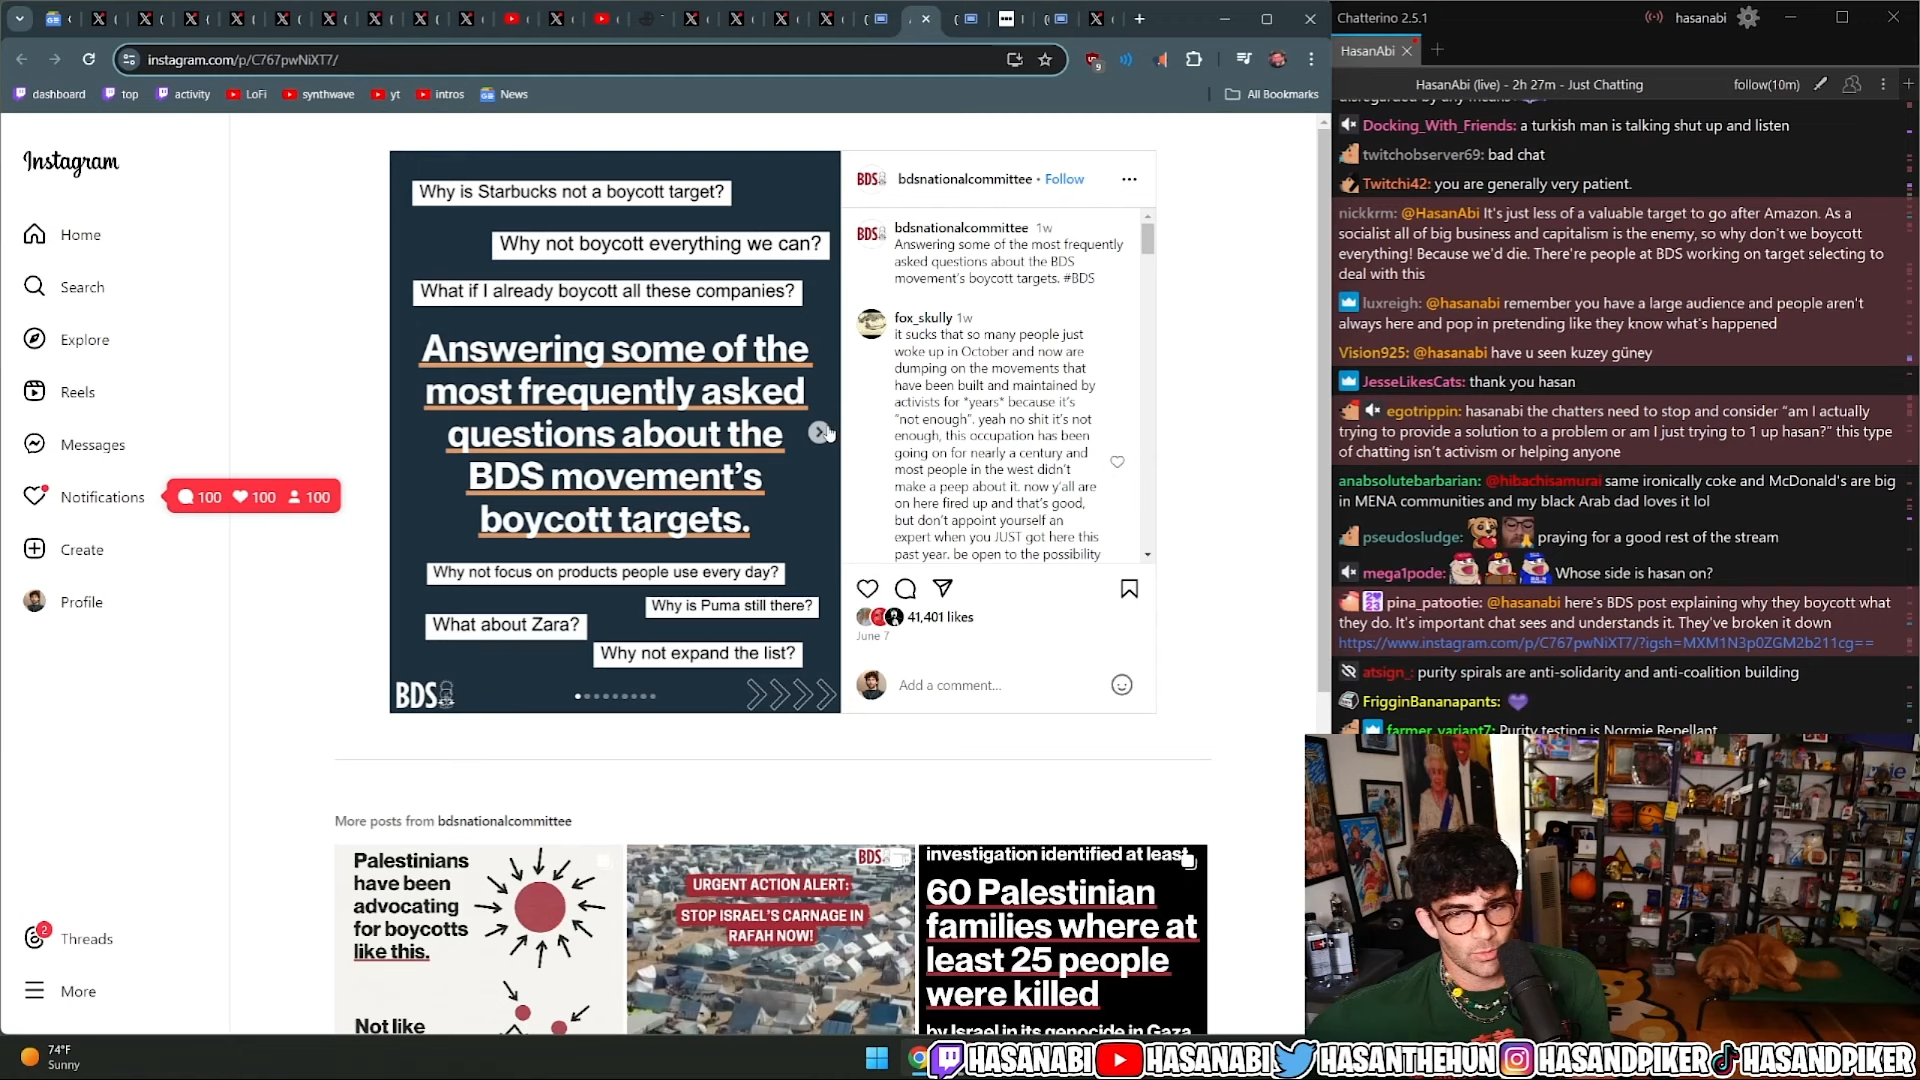 instagram.com/p/C767pwNiXT7/
dashboard
top
activity
LoFi
synthwave
yt
intros
News
All Bookmarks
Instagram
Home
Search
Explore
Reels
Messages
Notifications
100 100 100
Create
Profile
2
Threads
More
Why is Starbucks not a boycott target?
Why not boycott everything we can?
What if I already boycott all these companies?
Answering some of the
most frequently asked
questions about the
BDS movement's
boycott targets.
Why not focus on products people use every day?
Why is Puma still there?
What about Zara?
Why not expand the list?
BDS
BDS
bdsnationalcommittee • Follow
BDS
bdsnationalcommittee 1w
Answering some of the most frequently
asked questions about the BDS
movement's boycott targets. #BDS
fox_skully 1w
it sucks that so many people just
woke up in October and now are
dumping on the movements that
have been built and maintained by
activists for *years* because it's
"not enough". yeah no shit it's not
enough, this occupation has been
going on for nearly a century and
most people in the west didn't
make a peep about it. now y'all are
on here fired up and that's good,
but don't appoint yourself an
expert when you JUST got here this
past year. be open to the possibility
41,401 likes
June 7
Add a comment...
More posts from bdsnationalcommittee
Palestinians
have been
advocating
for boycotts
like this.
Not like
BDS
URGENT ACTION ALERT:
STOP ISRAEL'S CARNAGE IN
RAFAH NOW!
investigation identified at least
60 Palestinian
families where at
least 25 people
were killed
by Israel in its genocide in Gaza
Chatterino 2.5.1
hasanabi
HasanAbi
HasanAbi (live) - 2h 27m - Just Chatting
follow(10m)
disregarded by any means
Docking_With_Friends: a turkish man is talking shut up and listen
twitchobserver69: bad chat
Twitchi42: you are generally very patient.
nickkrm: @HasanAbi It's just less of a valuable target to go after Amazon. As a
socialist all of big business and capitalism is the enemy, so why don't we boycott
everything! Because we'd die. There're people at BDS working on target selecting to
deal with this
luxreigh: @hasanabi remember you have a large audience and people aren't
always here and pop in pretending like they know what's happened
Vision925: @hasanabi have u seen kuzey güney
JesseLikesCats: thank you hasan
egotrippin: hasanabi the chatters need to stop and consider "am I actually
trying to provide a solution to a problem or am I just trying to 1 up hasan?" this type
of chatting isn't activism or helping anyone
anabsolutebarbarian: @hibachisamurai same ironically coke and McDonald's are big
in MENA communities and my black Arab dad loves it lol
pseudosludge: praying for a good rest of the stream
mega1pode: Whose side is hasan on?
pina_patootie: @hasanabi here's BDS post explaining why they boycott what
they do. It's important chat sees and understands it. They've broken it down
https://www.instagram.com/p/C767pwNiXT7/?igsh=MXM1N3p0ZGM2b211cg==
atsign_: purity spirals are anti-solidarity and anti-coalition building
FrigginBananapants:
farmer_variant7: Purity testing is Normie Repellant
74°F
Sunny
HASANABI HASANABI HASANTHEHUN HASANDPIKER HASANDPIKER